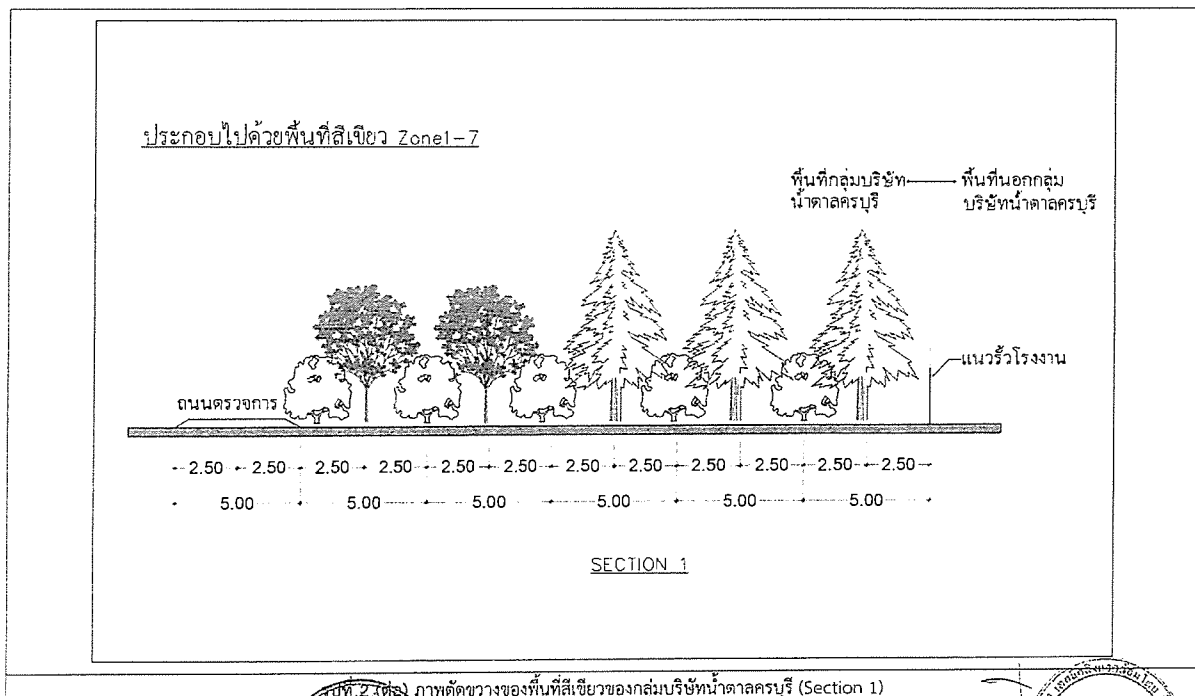 ประกอบไปด้วยพื้นที่สีเขียว Zone1-7
พื้นที่กลุ่มบริษัท พื้นที่นอกกลุ่ม
น้ำตาลครบุรี บริษัทน้ำตาลครบุรี
แนวรั้วโรงงาน
ถนนตรวจการ
2.50 2.50 2.50 2.50 2.50 2.50 2.50 2.50 2.50 2.50 2.50 2.50
5.00 5.00 5.00 5.00 5.00 5.00
SECTION 1
รูปที่ 2 (ต่อ) ภาพตัดขวางของพื้นที่สีเขียวของกลุ่มบริษัทน้ำตาลครบุรี (Section 1)